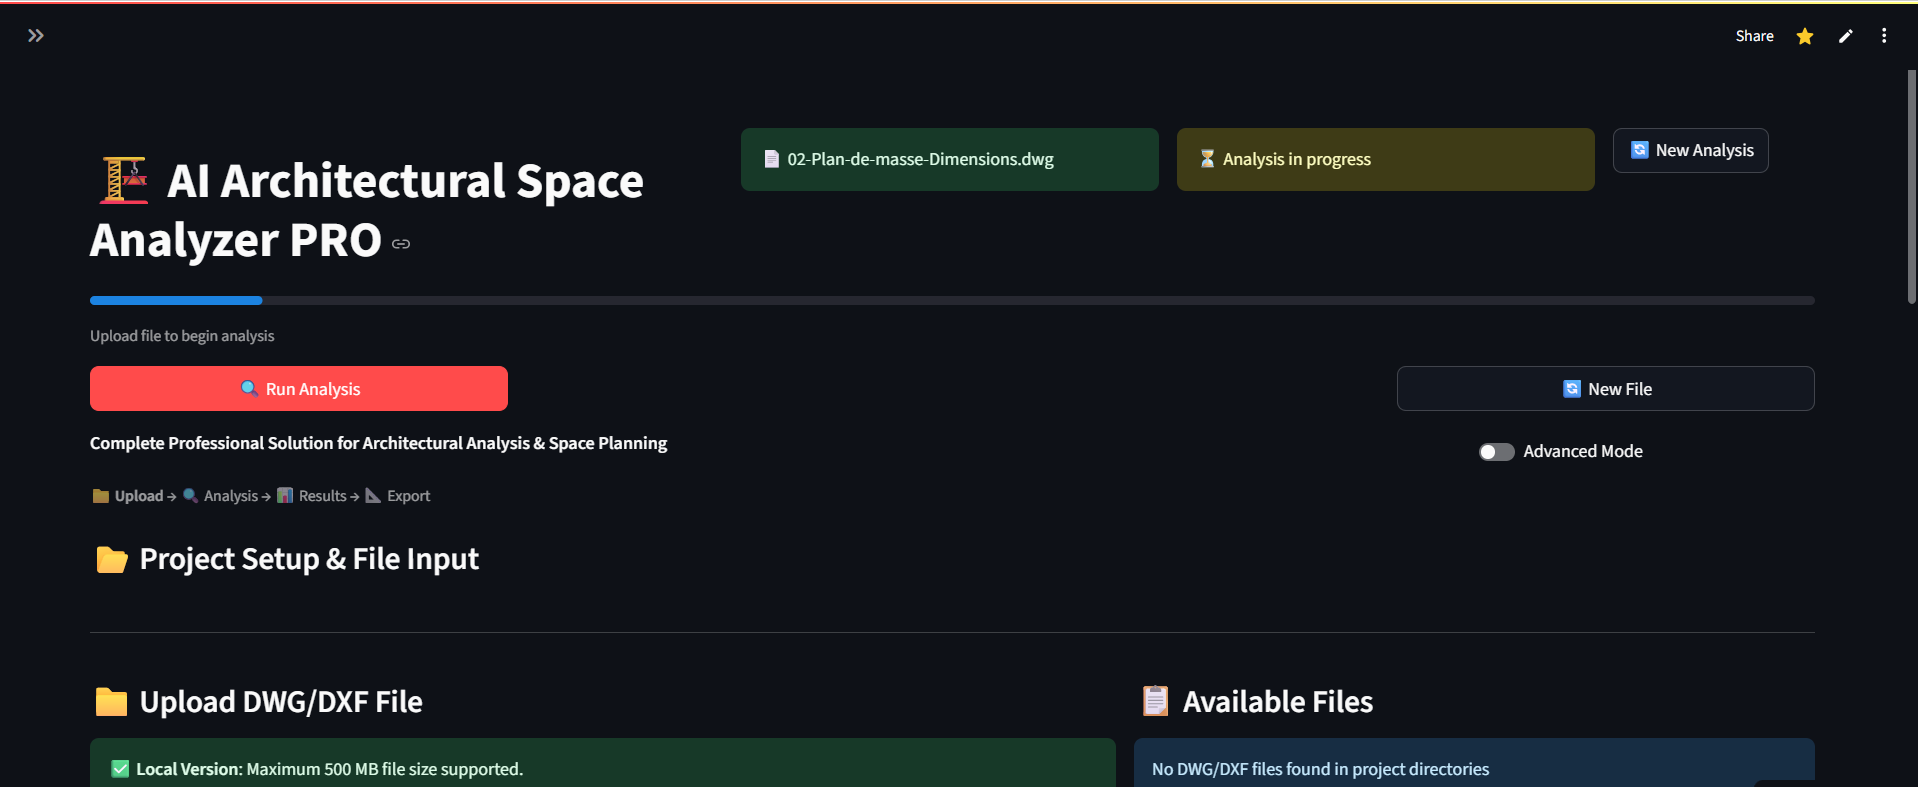 Share
AI Architectural Space
Analyzer PRO
02-Plan-de-masse-Dimensions.dwg
Analysis in progress
New Analysis
Upload file to begin analysis
Run Analysis
New File
Complete Professional Solution for Architectural Analysis & Space Planning
Advanced Mode
Upload → Analysis → Results → Export
Project Setup & File Input
Upload DWG/DXF File
Available Files
Local Version: Maximum 500 MB file size supported.
No DWG/DXF files found in project directories